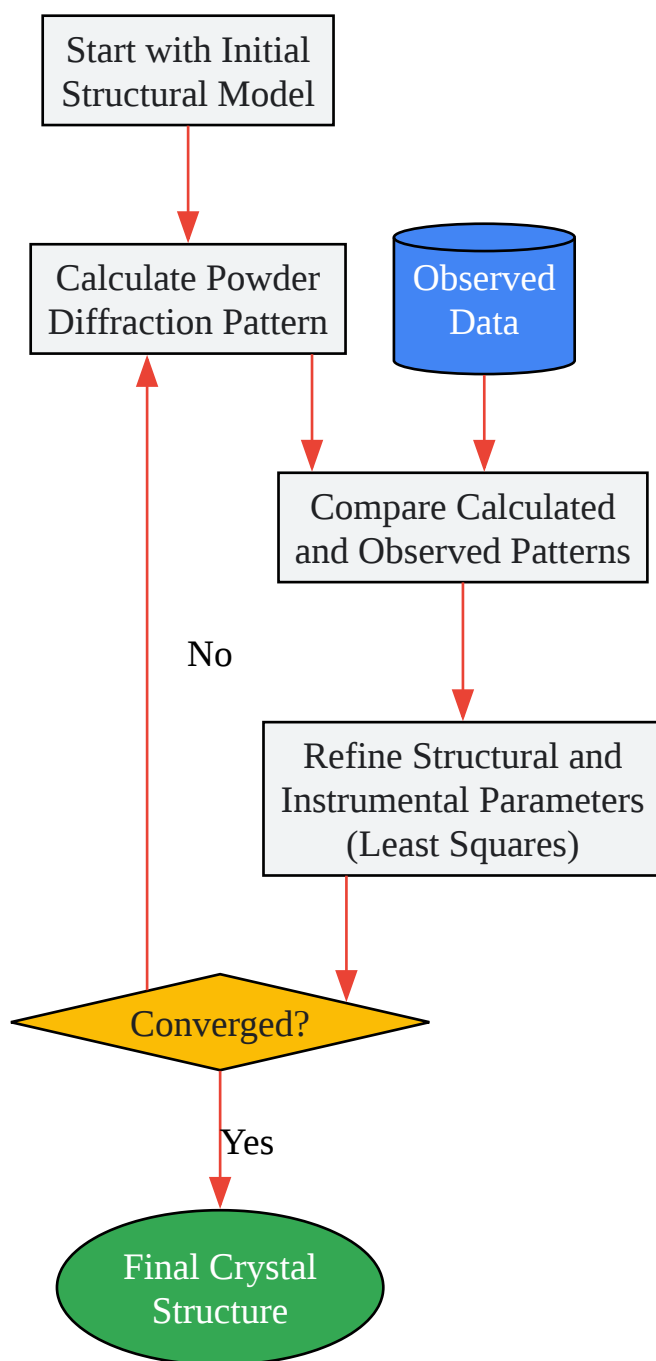 Start with Initial
Structural Model
Calculate Powder
Diffraction Pattern
Observed
Data
Compare Calculated
and Observed Patterns
No
Refine Structural and
Instrumental Parameters
(Least Squares)
Converged?
Yes
Final Crystal
Structure